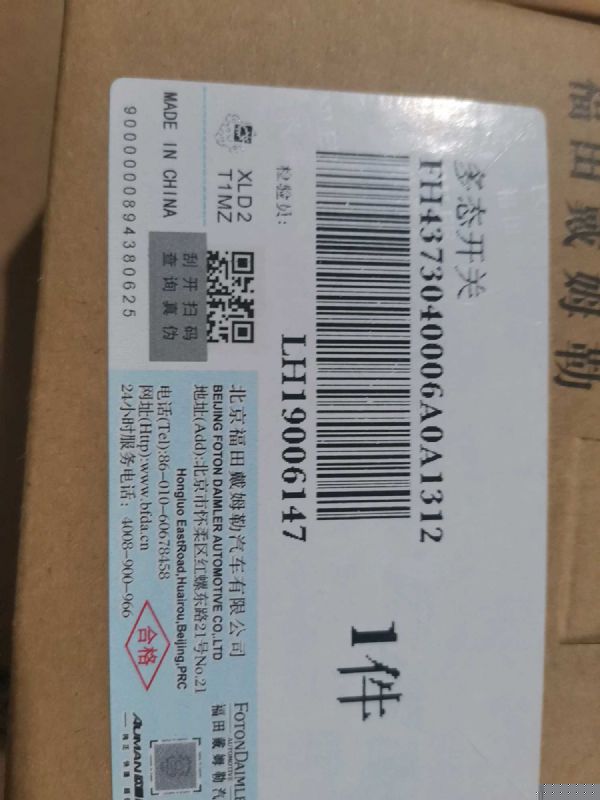 福田戴姆勒
多态开关
FH4373040006A0A1312
LH19006147
1件
检验员:
XLD2
T1MZ
MADE IN CHINA
9000000894380625
刮开扫码
查询真伪
北京福田戴姆勒汽车有限公司
BEIJING FOTON DAIMLER AUTOMOTIVE CO.,LTD
地址(Add):北京市怀柔区红螺东路21号No.21
Hongluo EastRoad,Huairou,Beijing,PRC
电话(Tel):86-010-60678458
网址(Http):www.bfda.cn
24小时服务电话: 4008-900-966
合格
FOTONDAIMLE
AUTOMOTIVE
福田戴姆勒汽
AUMAN